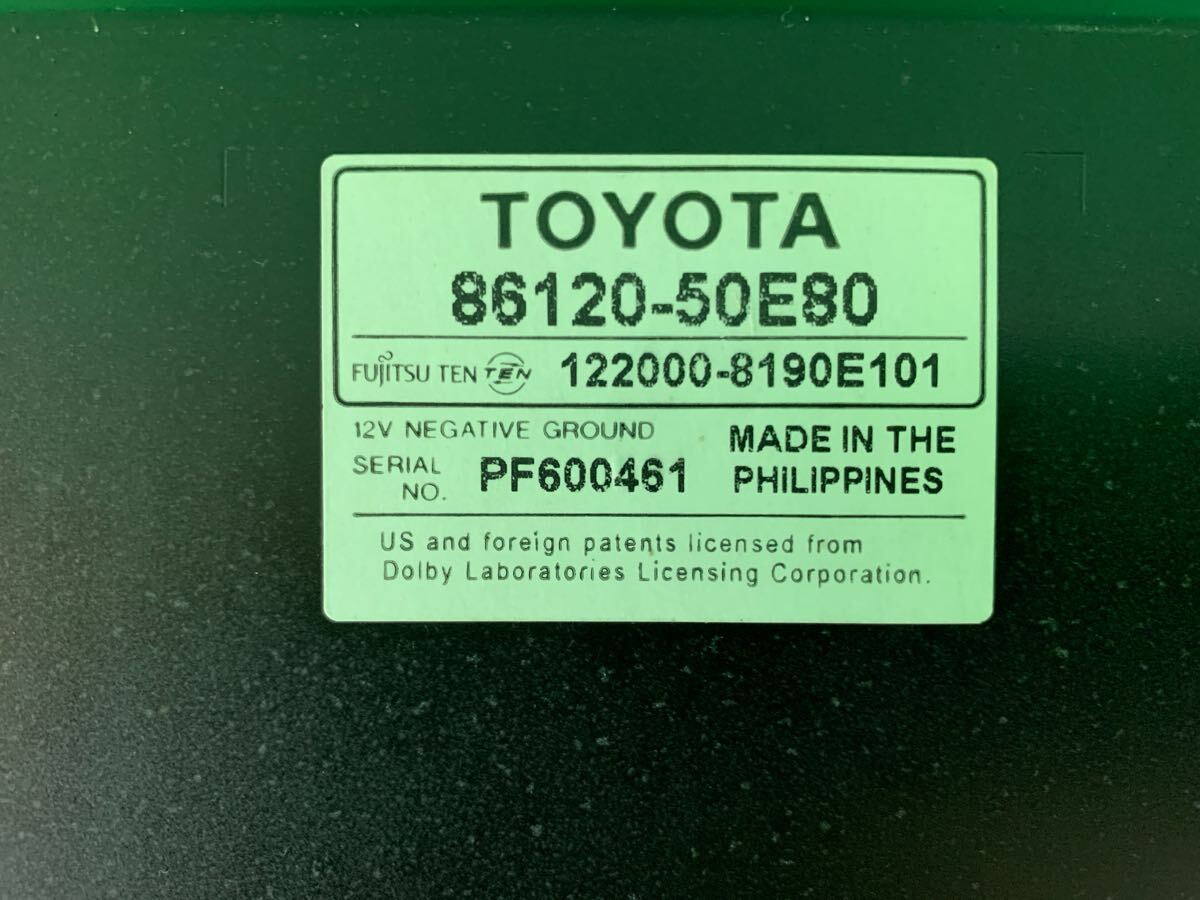 TOYOTA
86120-50E80
FUJITSU TEN TEN 122000-8190E101
12V NEGATIVE GROUND
SERIAL NO. PF600461
MADE IN THE
PHILIPPINES
US and foreign patents licensed from
Dolby Laboratories Licensing Corporation.